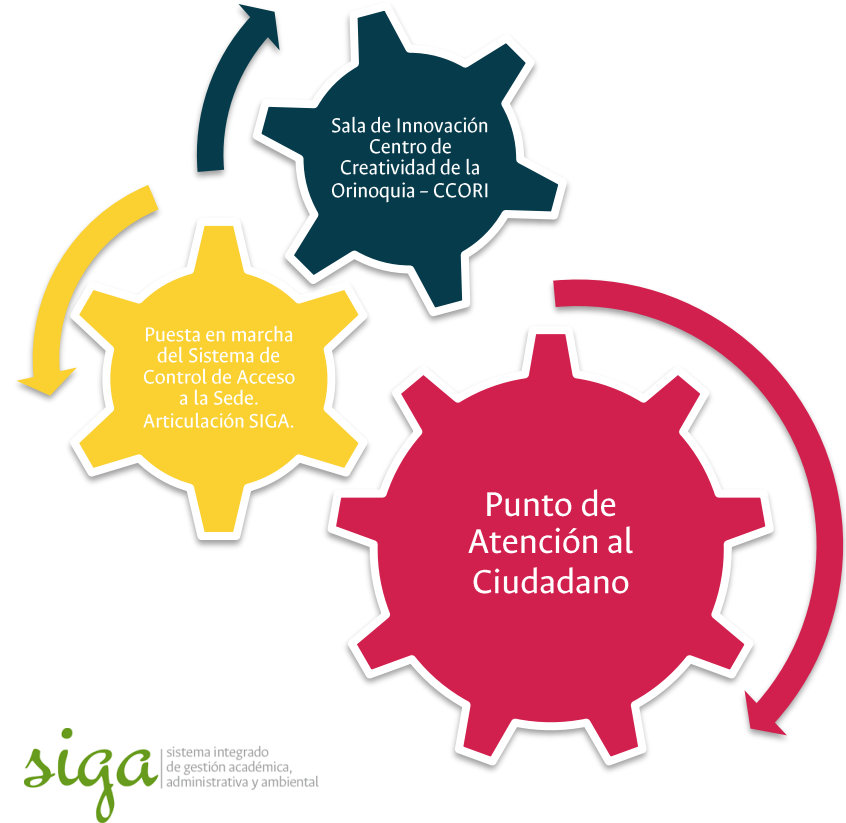 Sala de Innovación
Centro de
Creatividad de la
Orinoquia – CCORI
Puesta en marcha
del Sistema de
Control de Acceso
a la Sede.
Articulación SIGA.
Punto de
Atención al
Ciudadano
siga
sistema integrado
de gestión académica,
administrativa y ambiental